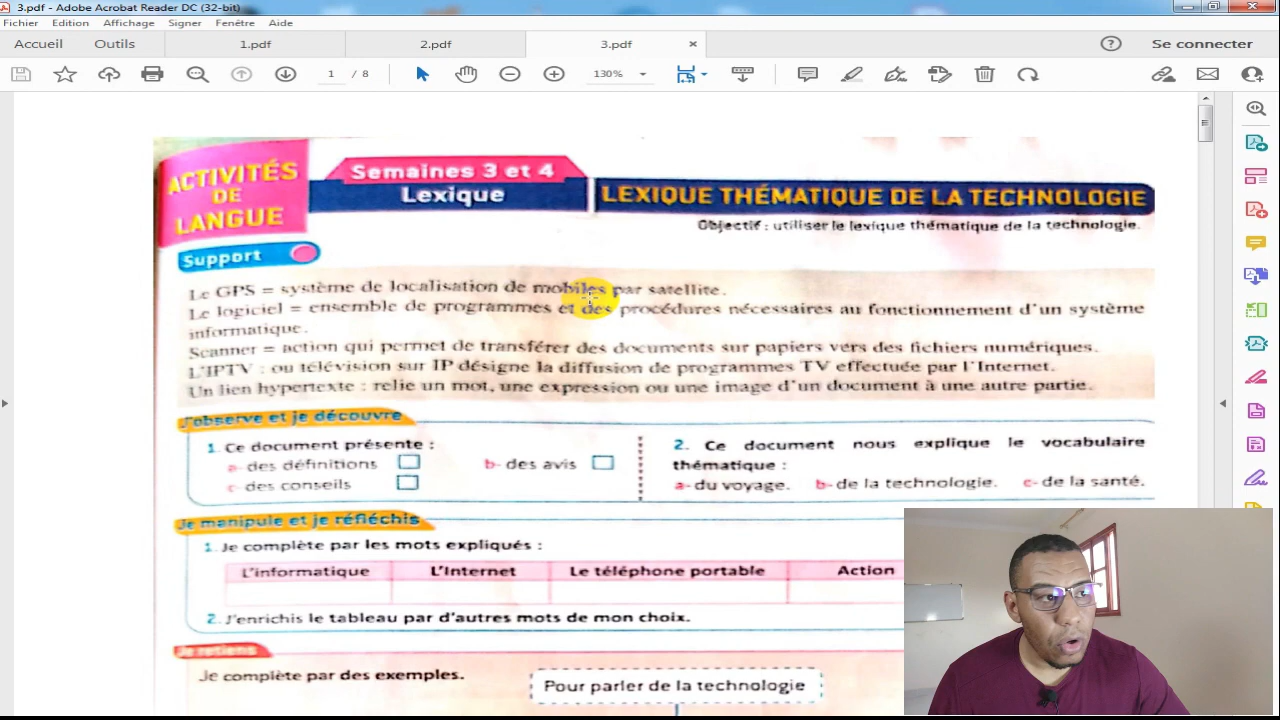 3.pdf - Adobe Acrobat Reader DC (32-bit)
Fichier Edition Affichage Signer Fenêtre Aide
Accueil Outils 1.pdf 2.pdf 3.pdf × Se connecter
1 / 8 130%
ACTIVITÉS
DE
LANGUE
Semaines 3 et 4
Lexique
LEXIQUE THÉMATIQUE DE LA TECHNOLOGIE
Objectif : utiliser le lexique thématique de la technologie.
Support
Le GPS = système de localisation de mobiles par satellite.
Le logiciel = ensemble de programmes et des procédures nécessaires au fonctionnement d'un système
informatique.
Scanner = action qui permet de transférer des documents sur papiers vers des fichiers numériques.
L'IPTV : ou télévision sur IP désigne la diffusion de programmes TV effectuée par l'Internet.
Un lien hypertexte : relie un mot, une expression ou une image d'un document à une autre partie.
J'observe et je découvre
1. Ce document présente :
a- des définitions b- des avis
c- des conseils
2. Ce document nous explique le vocabulaire
thématique :
a- du voyage. b- de la technologie. c- de la santé.
Je manipule et je réfléchis
1. Je complète par les mots expliqués :
L'informatique L'Internet Le téléphone portable Action
2. J'enrichis le tableau par d'autres mots de mon choix.
Je retiens
Je complète par des exemples.
Pour parler de la technologie